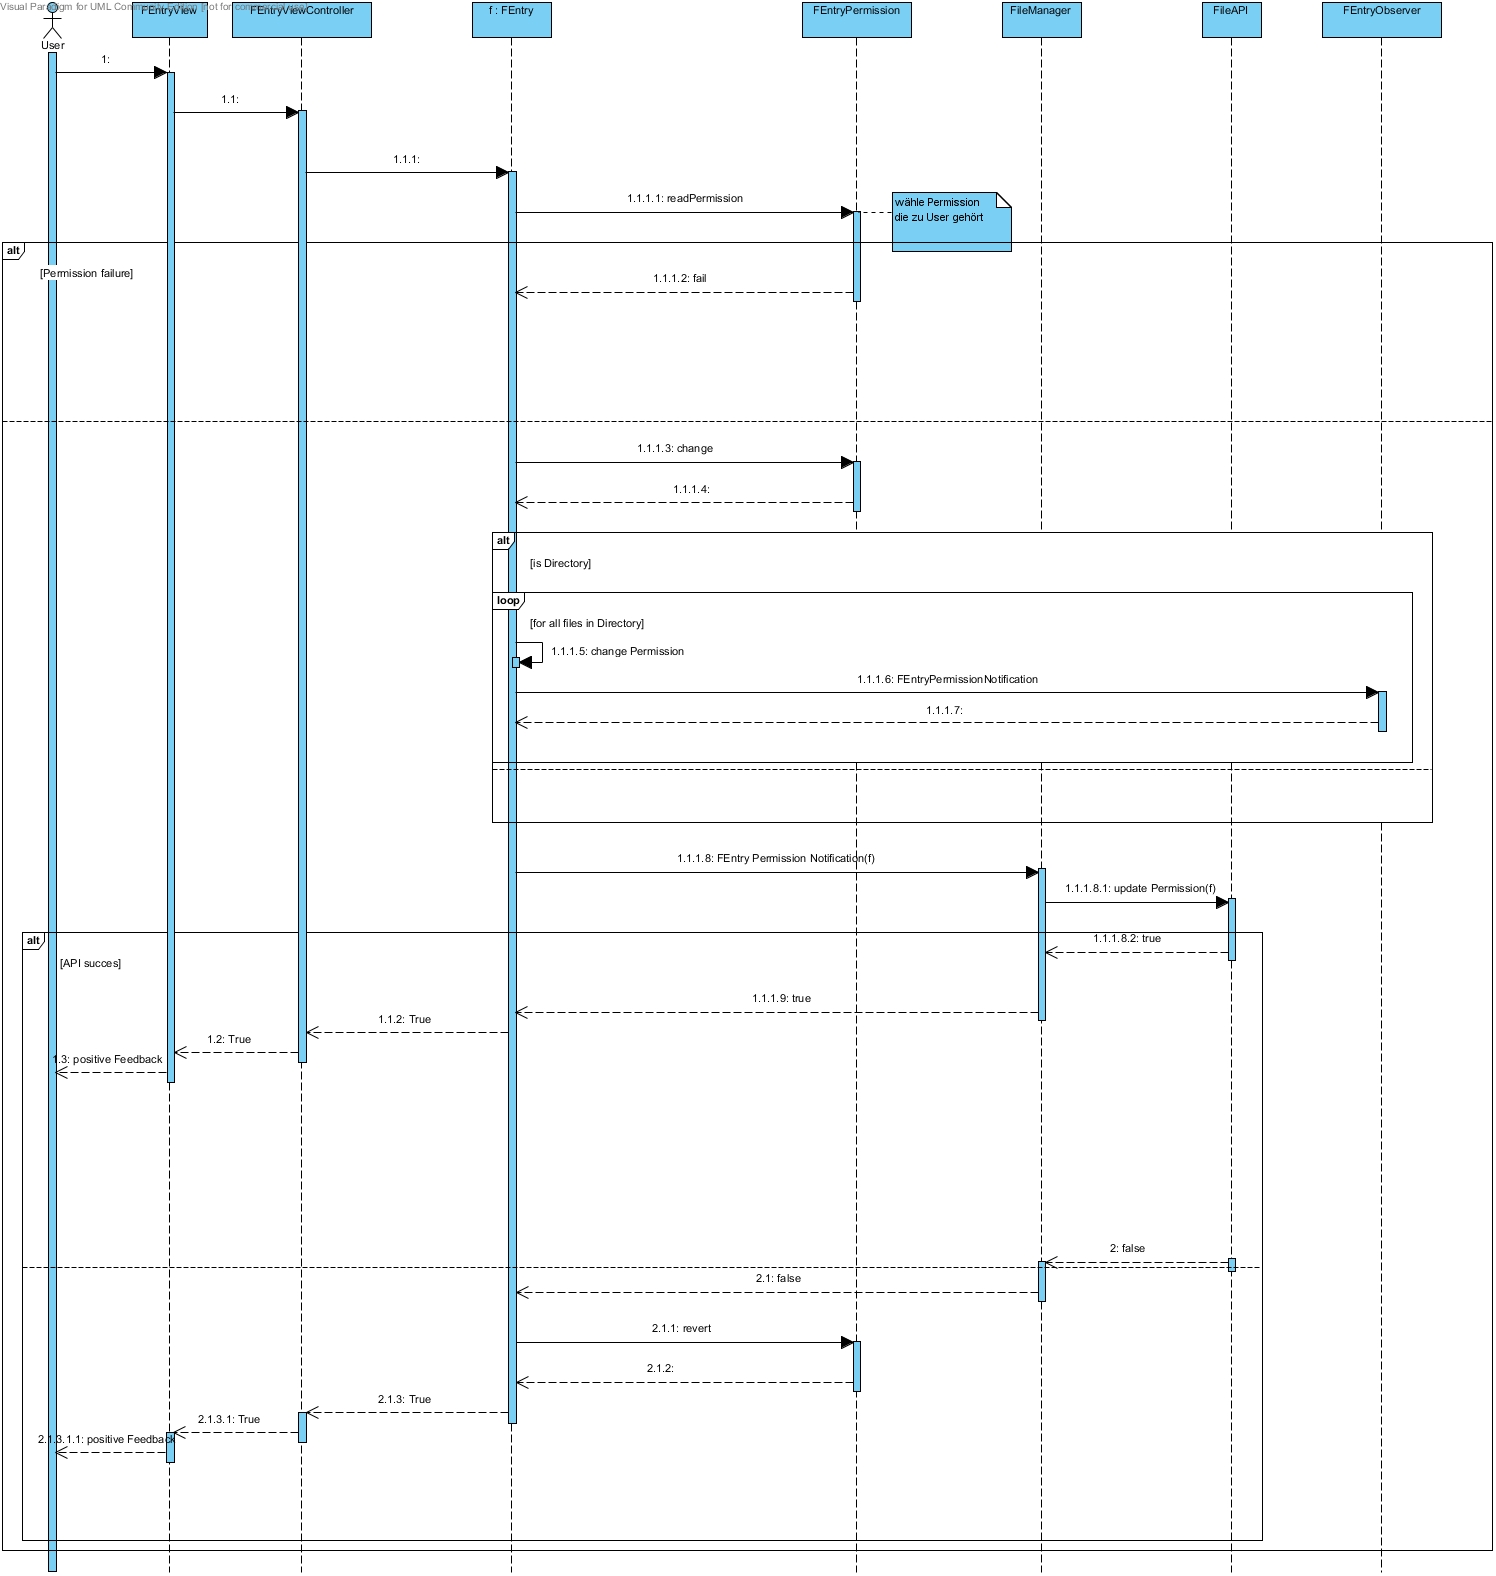 Visual Paradigm for UML Community Edition [not for commercial use]
User
FEntryView
FEntryViewController
f : FEntry
FEntryPermission
FileManager
FileAPI
FEntryObserver
1:
1.1:
1.1.1:
1.1.1.1: readPermission
wähle Permission
die zu User gehört
alt
[Permission failure]
1.1.1.2: fail
1.1.1.3: change
1.1.1.4:
alt
[is Directory]
loop
[for all files in Directory]
1.1.1.5: change Permission
1.1.1.6: FEntryPermissionNotification
1.1.1.7:
1.1.1.8: FEntry Permission Notification(f)
1.1.1.8.1: update Permission(f)
alt
1.1.1.8.2: true
[API succes]
1.1.1.9: true
1.1.2: True
1.2: True
1.3: positive Feedback
2: false
2.1: false
2.1.1: revert
2.1.2:
2.1.3: True
2.1.3.1: True
2.1.3.1.1: positive Feedback